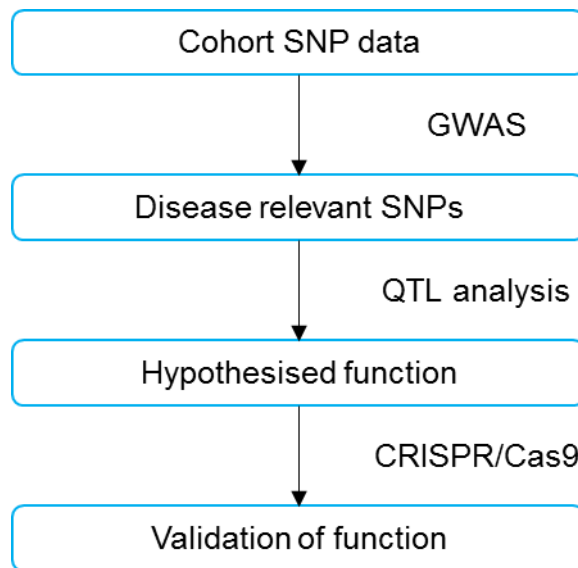 Cohort SNP data
GWAS
Disease relevant SNPs
QTL analysis
Hypothesised function
CRISPR/Cas9
Validation of function